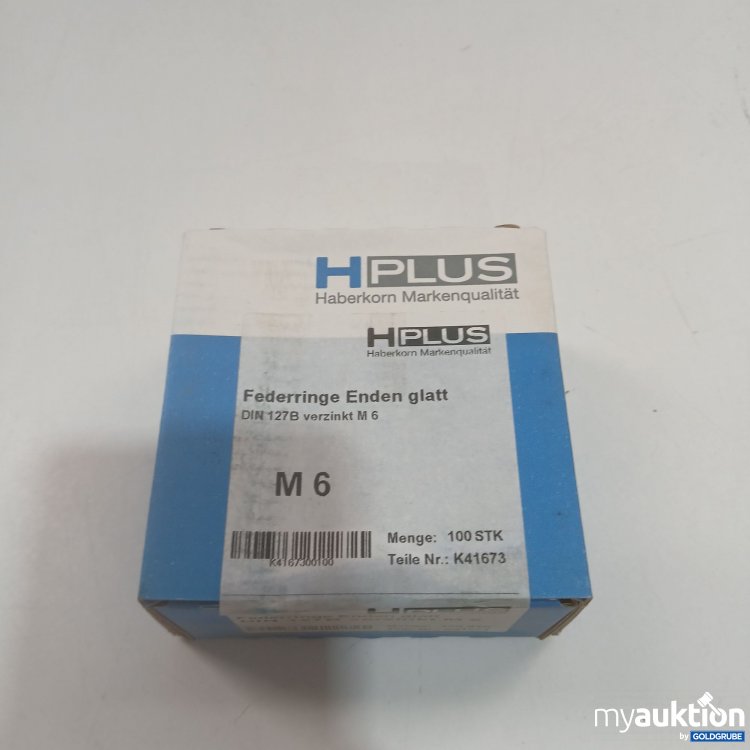 HPLUS
Haberkorn Markenqualität
HPLUS
Haberkorn Markenqualität
Federringe Enden glatt
DIN 127B verzinkt M 6
M 6
Menge: 100 STK
K4167300100
Teile Nr.: K41673
HPLUS
myauktion
by GOLDGRUBE